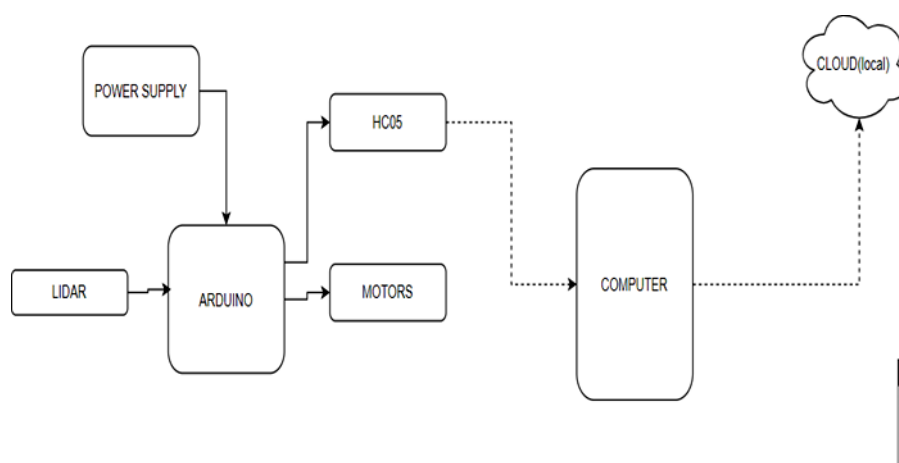 POWER SUPPLY
HC05
CLOUD(local)
LIDAR
ARDUINO
MOTORS
COMPUTER